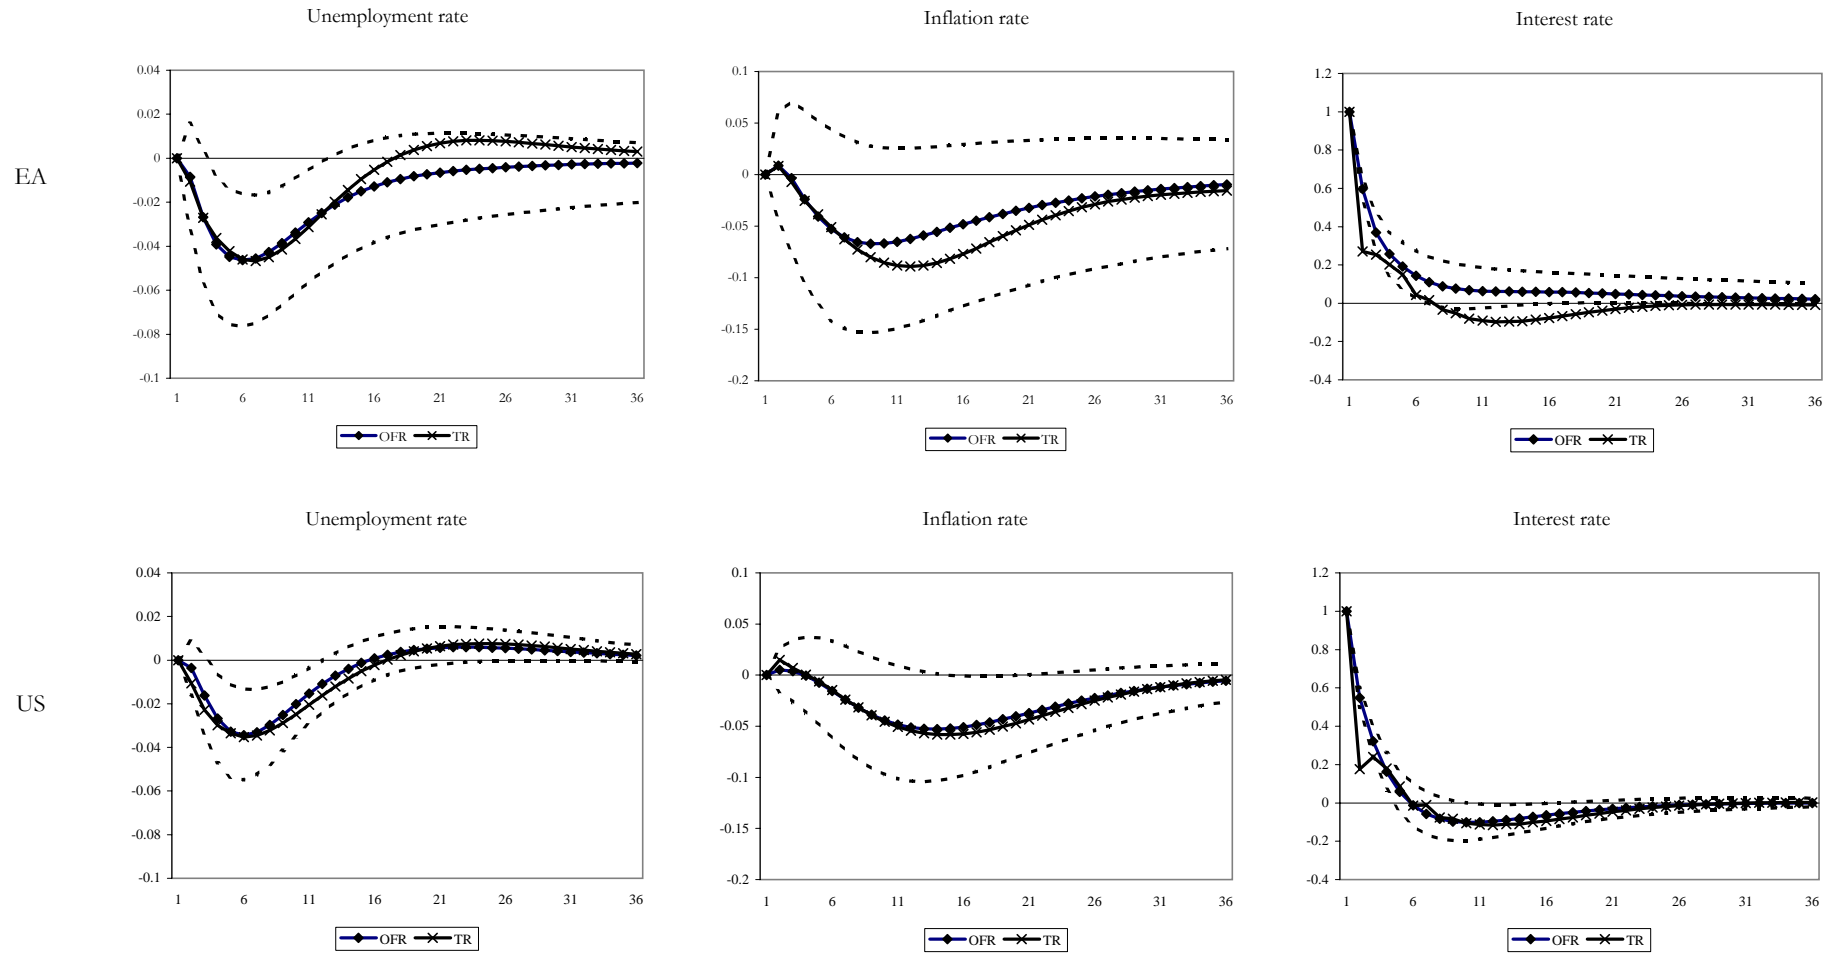 Unemployment rate
Inflation rate
Interest rate
EA
0.04
0.02
0
-0.02
-0.04
-0.06
-0.08
-0.1
1 6 11 16 21 26 31 36
OFR TR
0.1
0.05
0
-0.05
-0.1
-0.15
-0.2
1 6 11 16 21 26 31 36
OFR TR
1.2
1
0.8
0.6
0.4
0.2
0
-0.2
-0.4
1 6 11 16 21 26 31 36
OFR TR
Unemployment rate
Inflation rate
Interest rate
US
0.04
0.02
0
-0.02
-0.04
-0.06
-0.08
-0.1
1 6 11 16 21 26 31 36
OFR TR
0.1
0.05
0
-0.05
-0.1
-0.15
-0.2
1 6 11 16 21 26 31 36
OFR TR
1.2
1
0.8
0.6
0.4
0.2
0
-0.2
-0.4
1 6 11 16 21 26 31 36
OFR TR